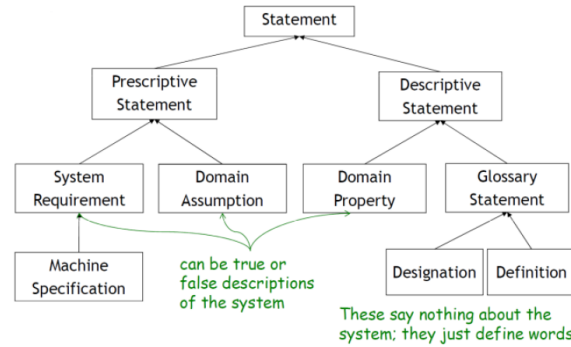 Statement
Prescriptive
Statement
Descriptive
Statement
System
Requirement
Domain
Assumption
Domain
Property
Glossary
Statement
Machine
Specification
can be true or
false descriptions
of the system
Designation
Definition
These say nothing about the
system; they just define words